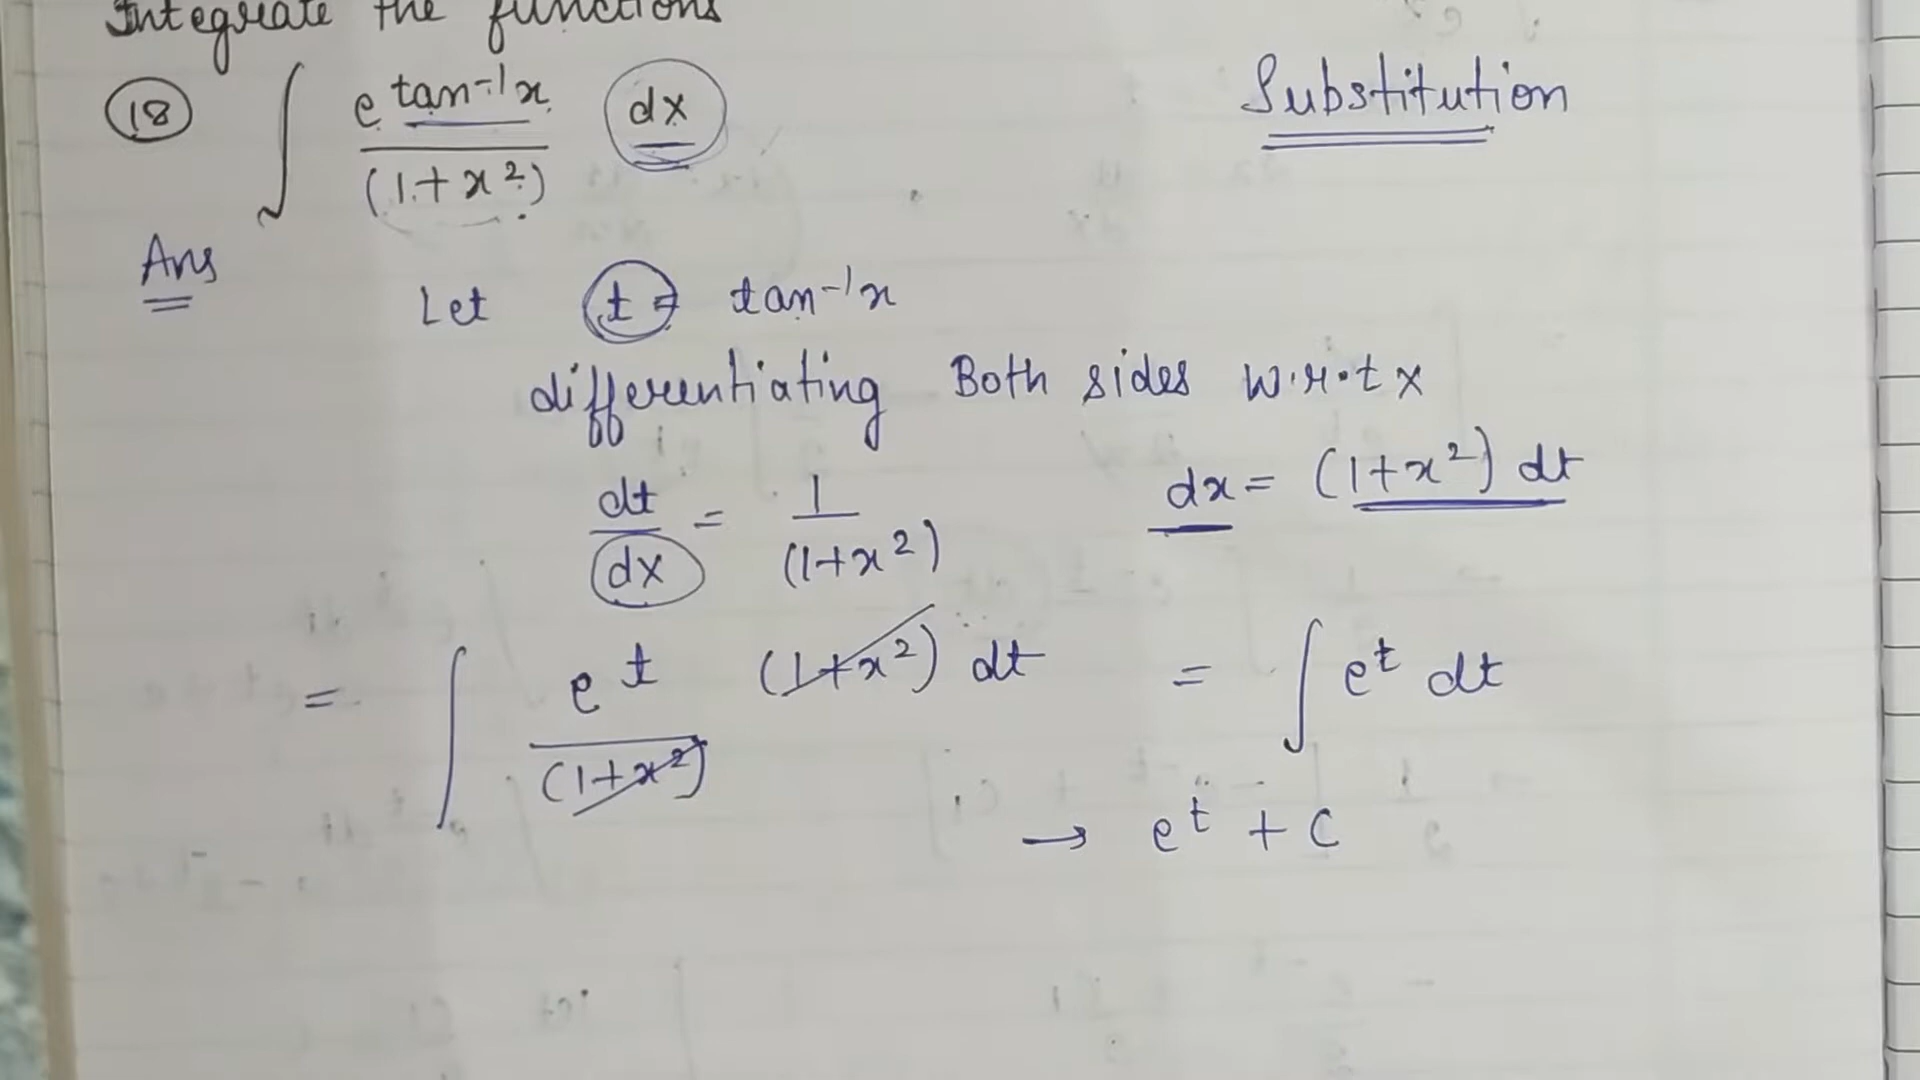 Integrate the functions
(18) ∫ e^(tan⁻¹x) / (1+x²) dx Substitution
Ans
Let t = tan⁻¹x
differentiating Both sides w.r.t x
dt/dx = 1/(1+x²) dx = (1+x²) dt
= ∫ e^t / (1+x²) (1+x²) dt = ∫ e^t dt
→ e^t + C